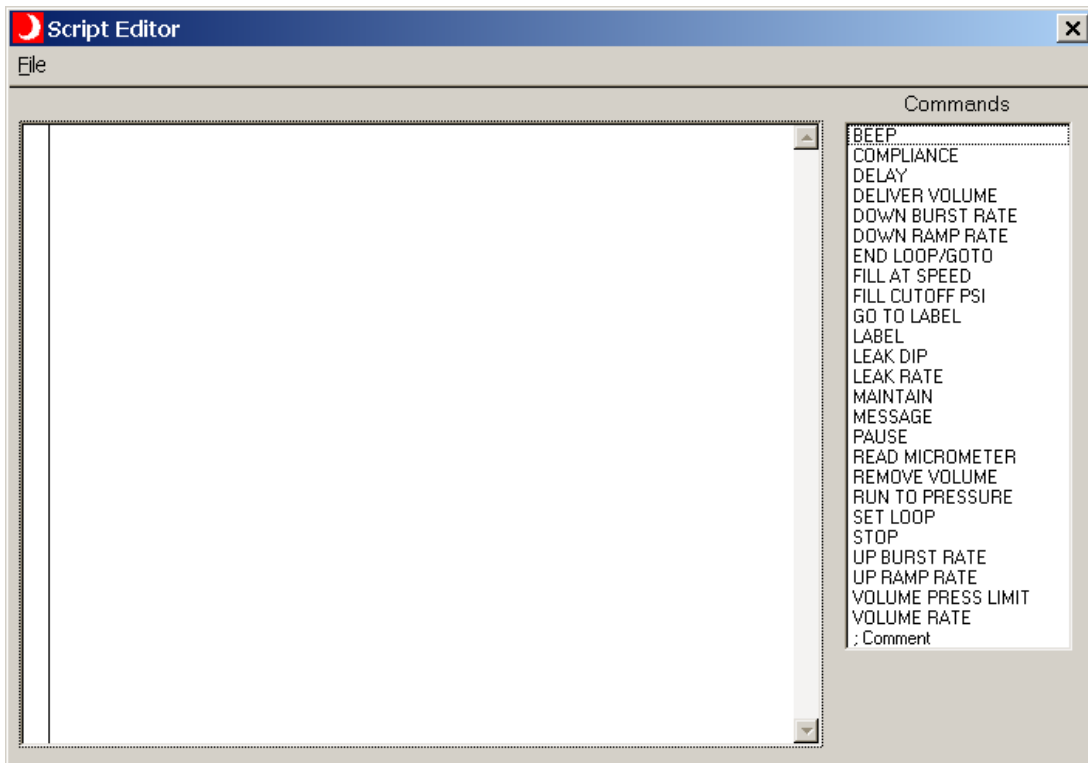 Script Editor
File
Commands
BEEP
COMPLIANCE
DELAY
DELIVER VOLUME
DOWN BURST RATE
DOWN RAMP RATE
END LOOP/GOTO
FILL AT SPEED
FILL CUTOFF PSI
GO TO LABEL
LABEL
LEAK DIP
LEAK RATE
MAINTAIN
MESSAGE
PAUSE
READ MICROMETER
REMOVE VOLUME
RUN TO PRESSURE
SET LOOP
STOP
UP BURST RATE
UP RAMP RATE
VOLUME PRESS LIMIT
VOLUME RATE
; Comment